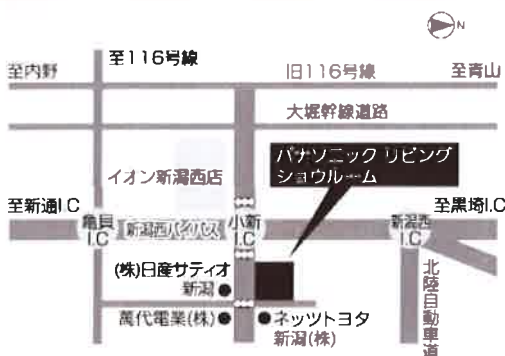 N
至116号線
至内野
旧116号線
至青山
大堀幹線道路
パナソニック リビング
ショウルーム
イオン新潟西店
至新通I.C
至黒埼I.C
亀貝
I.C
新潟西バイパス
小新
I.C
新潟西
I.C
(株)日産サティオ
新潟
北陸自動車道
萬代電業(株)
ネッツトヨタ
新潟(株)